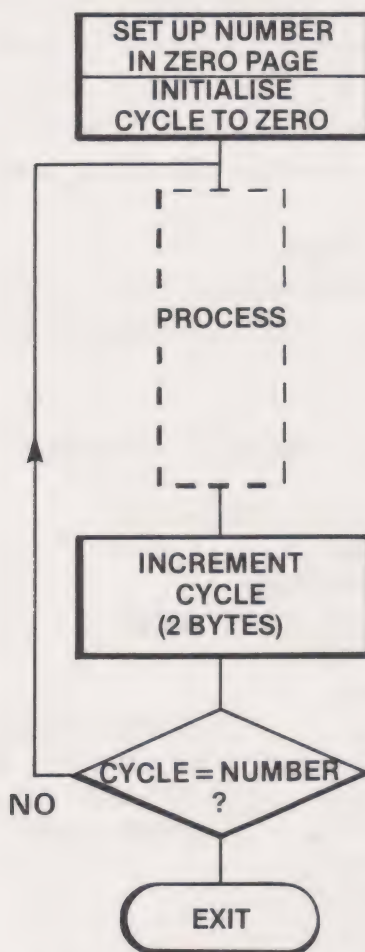 SET UP NUMBER
IN ZERO PAGE
INITIALISE
CYCLE TO ZERO
PROCESS
INCREMENT
CYCLE
(2 BYTES)
CYCLE = NUMBER
?
NO
EXIT